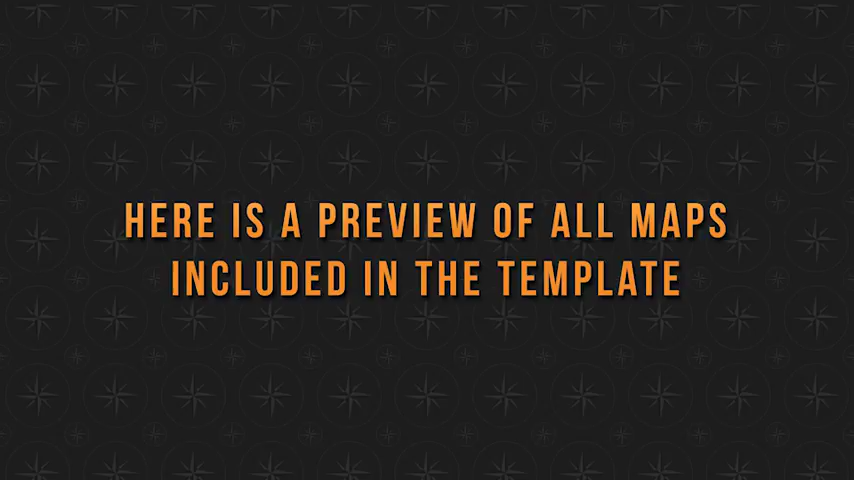 HERE IS A PREVIEW OF ALL MAPS
INCLUDED IN THE TEMPLATE